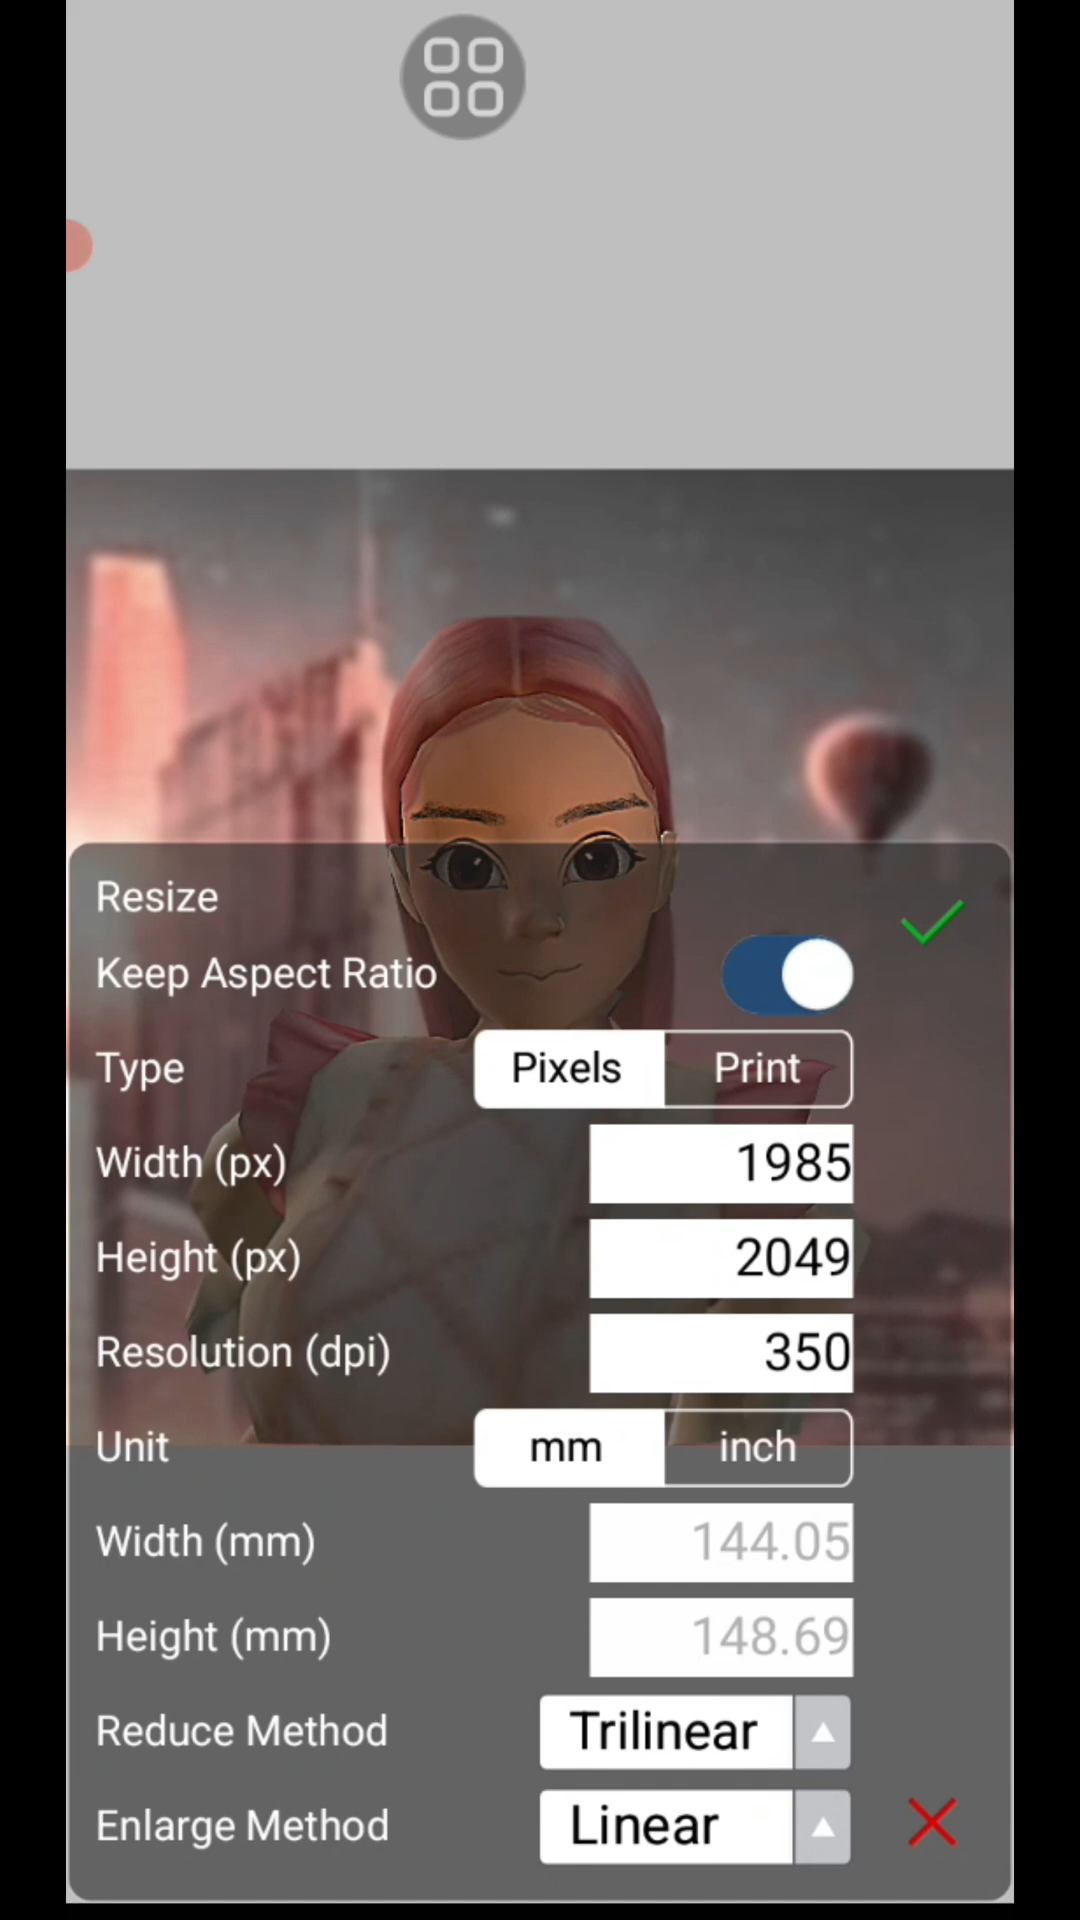 Resize
Keep Aspect Ratio
Type Pixels Print
Width (px) 1985
Height (px) 2049
Resolution (dpi) 350
Unit mm inch
Width (mm) 144.05
Height (mm) 148.69
Reduce Method Trilinear
Enlarge Method Linear